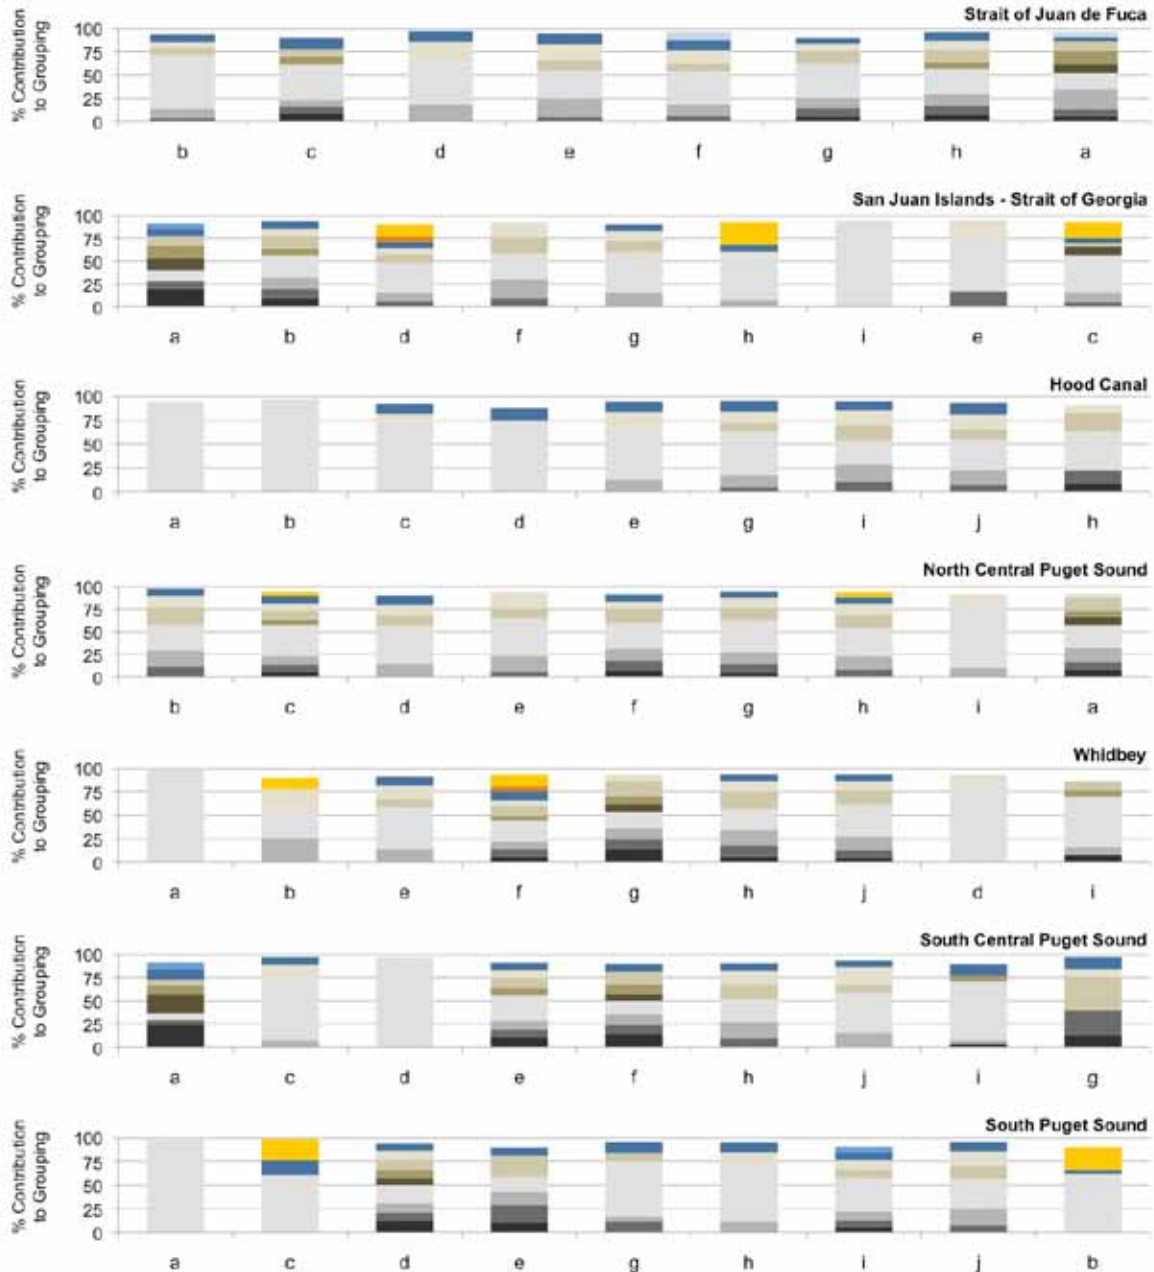 Strait of Juan de Fuca
% Contribution
to Grouping
100
75
50
25
0
b c d e f g h a
San Juan Islands - Strait of Georgia
% Contribution
to Grouping
100
75
50
25
0
a b d f g h i e c
Hood Canal
% Contribution
to Grouping
100
75
50
25
0
a b c d e g i j h
North Central Puget Sound
% Contribution
to Grouping
100
75
50
25
0
b c d e f g h i a
Whidbey
% Contribution
to Grouping
100
75
50
25
0
a b e f g h j d i
South Central Puget Sound
% Contribution
to Grouping
100
75
50
25
0
a c d e f h j i g
South Puget Sound
% Contribution
to Grouping
100
75
50
25
0
a c d e g h i j b